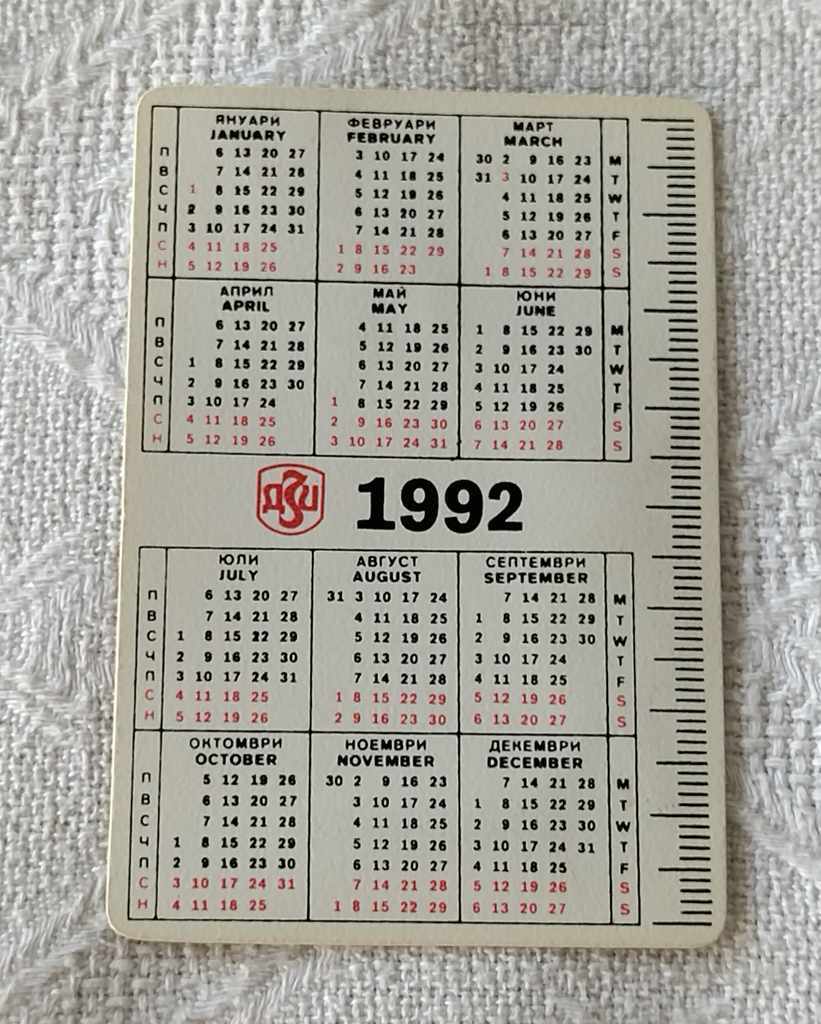 ЯНУАРИ ФЕВРУАРИ МАРТ
JANUARY FEBRUARY MARCH
П 6 13 20 27 3 10 17 24 30 2 9 16 23 M
В 7 14 21 28 4 11 18 25 31 3 10 17 24 T
С 1 8 15 22 29 5 12 19 26 4 11 18 25 W
Ч 2 9 16 23 30 6 13 20 27 5 12 19 26 T
П 3 10 17 24 31 7 14 21 28 6 13 20 27 F
С 4 11 18 25 1 8 15 22 29 7 14 21 28 S
Н 5 12 19 26 2 9 16 23 1 8 15 22 29 S
АПРИЛ МАЙ ЮНИ
APRIL MAY JUNE
П 6 13 20 27 4 11 18 25 1 8 15 22 29 M
В 7 14 21 28 5 12 19 26 2 9 16 23 30 T
С 1 8 15 22 29 6 13 20 27 3 10 17 24 W
Ч 2 9 16 23 30 7 14 21 28 4 11 18 25 T
П 3 10 17 24 1 8 15 22 29 5 12 19 26 F
С 4 11 18 25 2 9 16 23 30 6 13 20 27 S
Н 5 12 19 26 3 10 17 24 31 7 14 21 28 S
ДЗИ 1992
ЮЛИ АВГУСТ СЕПТЕМВРИ
JULY AUGUST SEPTEMBER
П 6 13 20 27 31 3 10 17 24 7 14 21 28 M
В 7 14 21 28 4 11 18 25 1 8 15 22 29 T
С 1 8 15 22 29 5 12 19 26 2 9 16 23 30 W
Ч 2 9 16 23 30 6 13 20 27 3 10 17 24 T
П 3 10 17 24 31 7 14 21 28 4 11 18 25 F
С 4 11 18 25 1 8 15 22 29 5 12 19 26 S
Н 5 12 19 26 2 9 16 23 30 6 13 20 27 S
ОКТОМВРИ НОЕМВРИ ДЕКЕМВРИ
OCTOBER NOVEMBER DECEMBER
П 5 12 19 26 30 2 9 16 23 7 14 21 28 M
В 6 13 20 27 3 10 17 24 1 8 15 22 29 T
С 7 14 21 28 4 11 18 25 2 9 16 23 30 W
Ч 1 8 15 22 29 5 12 19 26 3 10 17 24 31 T
П 2 9 16 23 30 6 13 20 27 4 11 18 25 F
С 3 10 17 24 31 7 14 21 28 5 12 19 26 S
Н 4 11 18 25 1 8 15 22 29 6 13 20 27 S